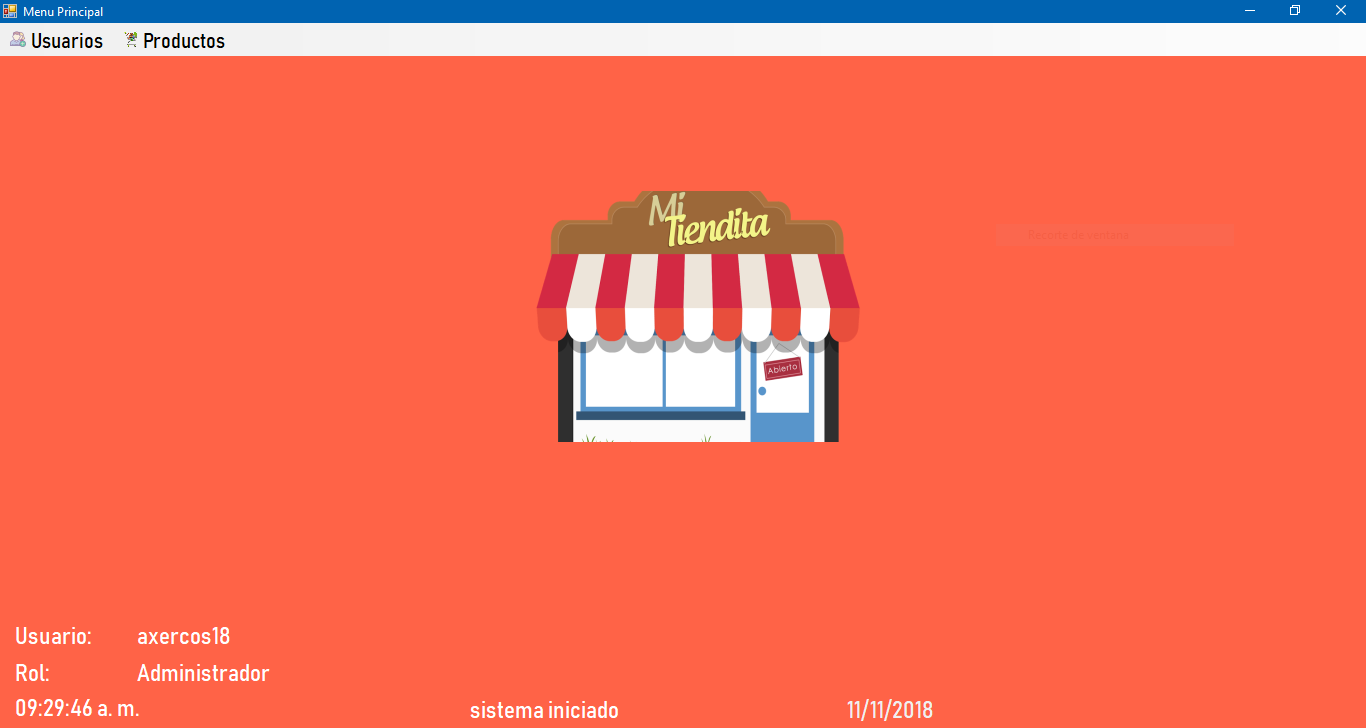 Menu Principal
Usuarios Productos
Mi
Tiendita
Recorte de ventana
Abierto
Usuario: axercos18
Rol: Administrador
09:29:46 a. m. sistema iniciado 11/11/2018